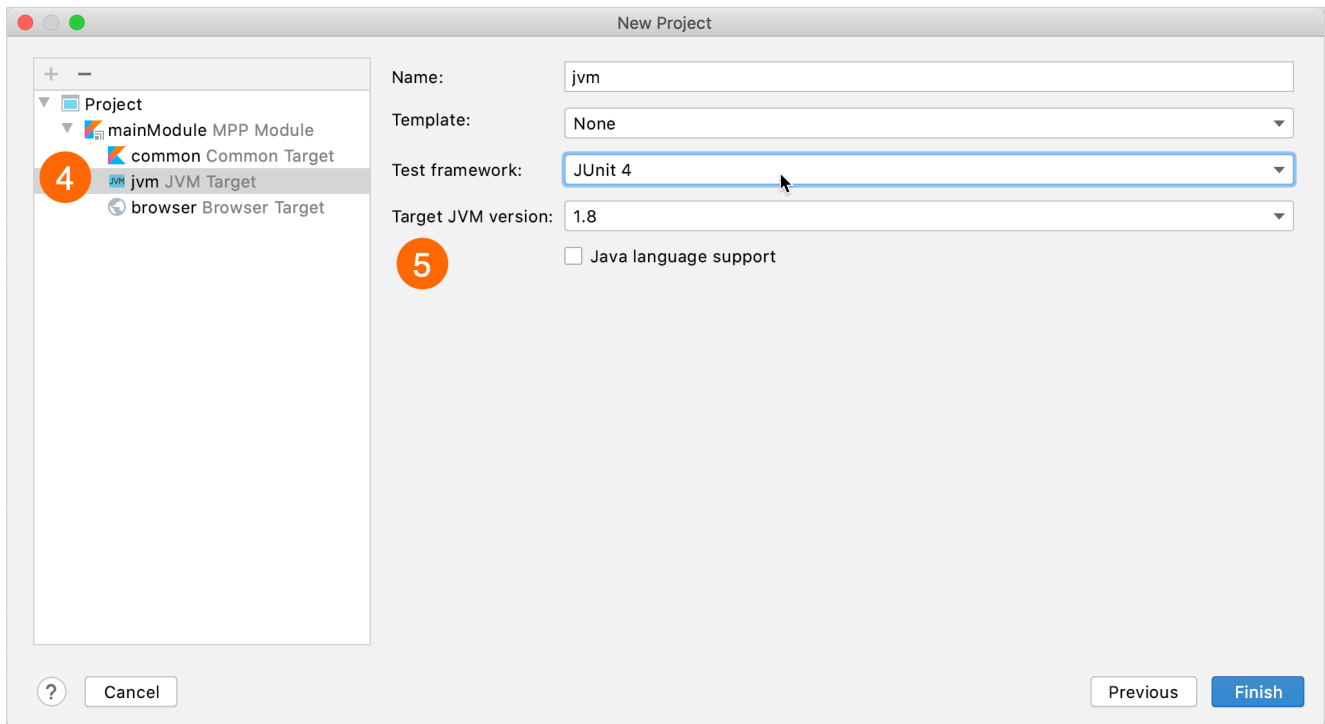 New Project
+ −
Project
mainModule MPP Module
common Common Target
4
JVM jvm JVM Target
browser Browser Target
Name: jvm
Template: None
Test framework: JUnit 4
Target JVM version: 1.8
5
Java language support
? Cancel
Previous Finish